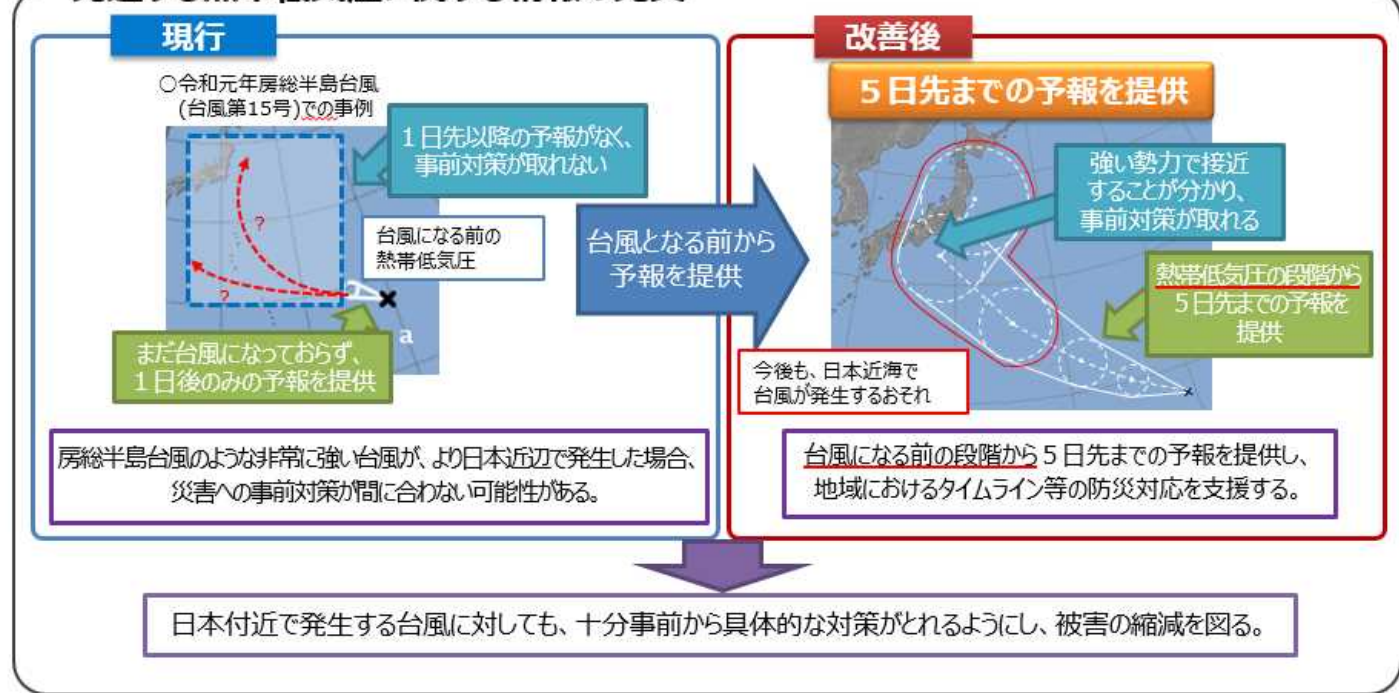 現行
○令和元年房総半島台風
(台風第15号)での事例
1日先以降の予報がなく、
事前対策が取れない
?
?
台風になる前の
熱帯低気圧
a
まだ台風になっておらず、
1日後のみの予報を提供
房総半島台風のような非常に強い台風が、より日本近辺で発生した場合、
災害への事前対策が間に合わない可能性がある。
台風となる前から
予報を提供
改善後
5日先までの予報を提供
強い勢力で接近
することが分かり、
事前対策が取れる
熱帯低気圧の段階から
5日先までの予報を
提供
今後も、日本近海で
台風が発生するおそれ
台風になる前の段階から5日先までの予報を提供し、
地域におけるタイムライン等の防災対応を支援する。
日本付近で発生する台風に対しても、十分事前から具体的な対策がとれるようにし、被害の縮減を図る。